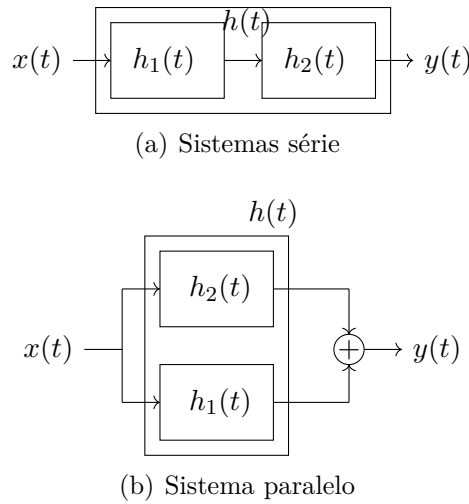 h(t)
x(t) h₁(t) h₂(t) y(t)
(a) Sistemas série
h(t)
h₂(t)
x(t) + y(t)
h₁(t)
(b) Sistema paralelo